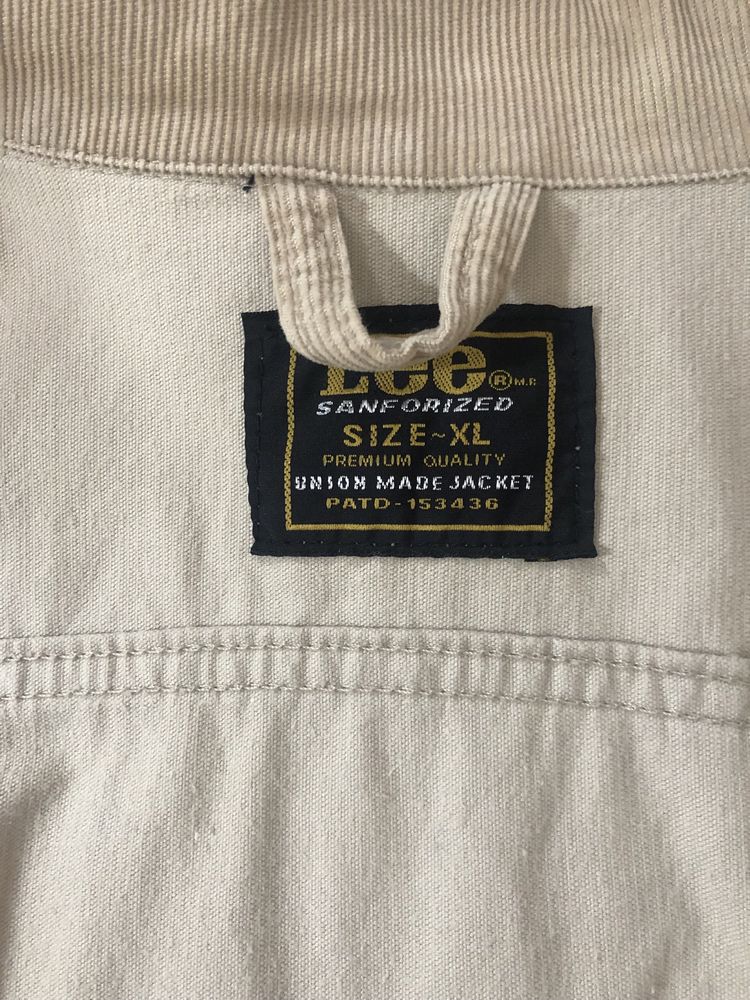 Lee ® M.R.
SANFORIZED
SIZE~XL
PREMIUM QUALITY
UNION MADE JACKET
PATD-153436